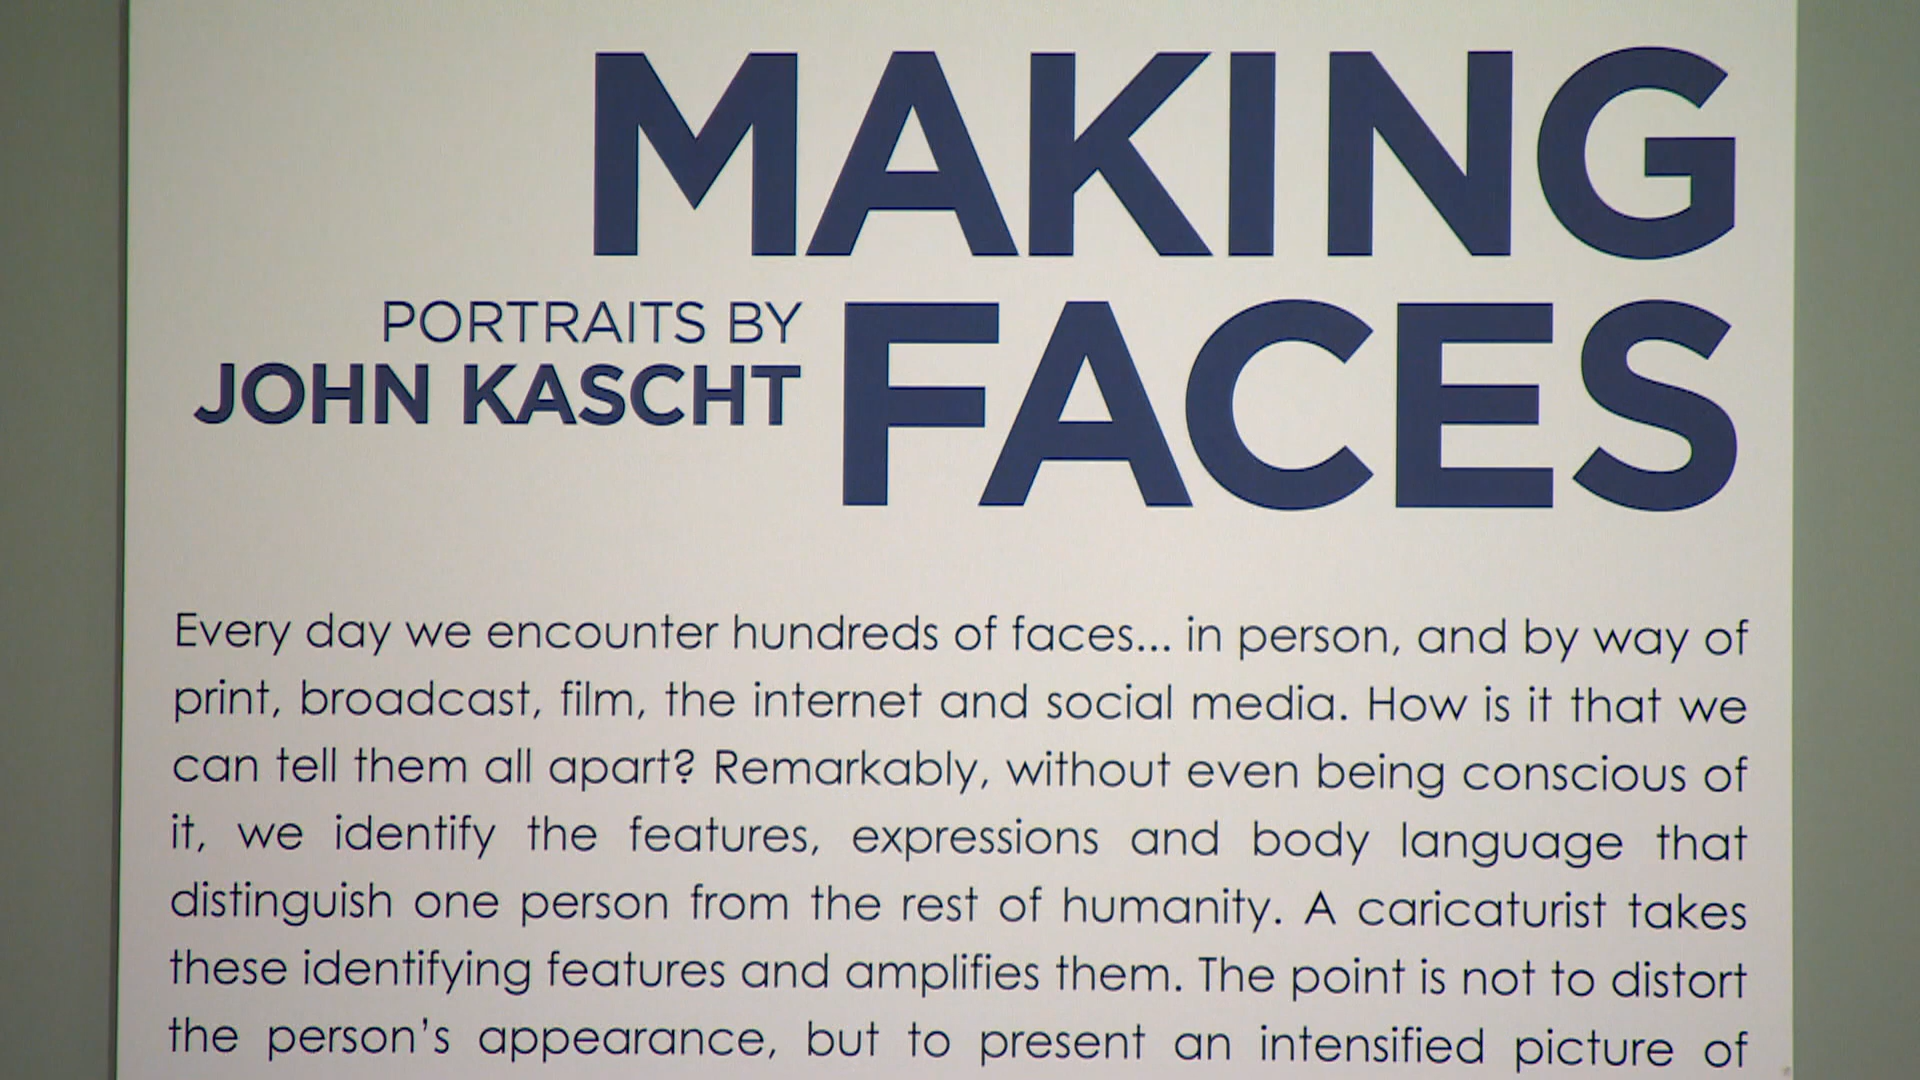 MAKING
PORTRAITS BY
JOHN KASCHT
FACES
Every day we encounter hundreds of faces... in person, and by way of
print, broadcast, film, the internet and social media. How is it that we
can tell them all apart? Remarkably, without even being conscious of
it, we identify the features, expressions and body language that
distinguish one person from the rest of humanity. A caricaturist takes
these identifying features and amplifies them. The point is not to distort
the person's appearance, but to present an intensified picture of